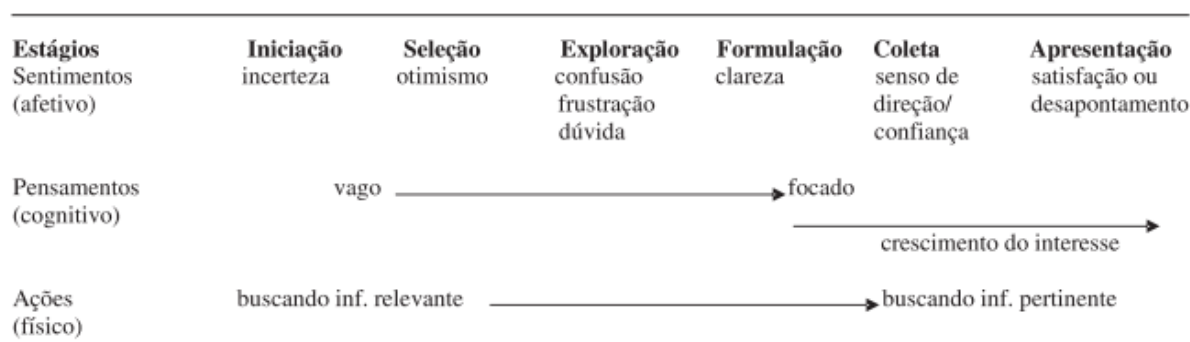 Estágios Iniciação Seleção Exploração Formulação Coleta Apresentação
Sentimentos incerteza otimismo confusão clareza senso de satisfação ou
(afetivo) frustração direção/ desapontamento
dúvida confiança
Pensamentos vago focado
(cognitivo)
crescimento do interesse
Ações buscando inf. relevante buscando inf. pertinente
(físico)